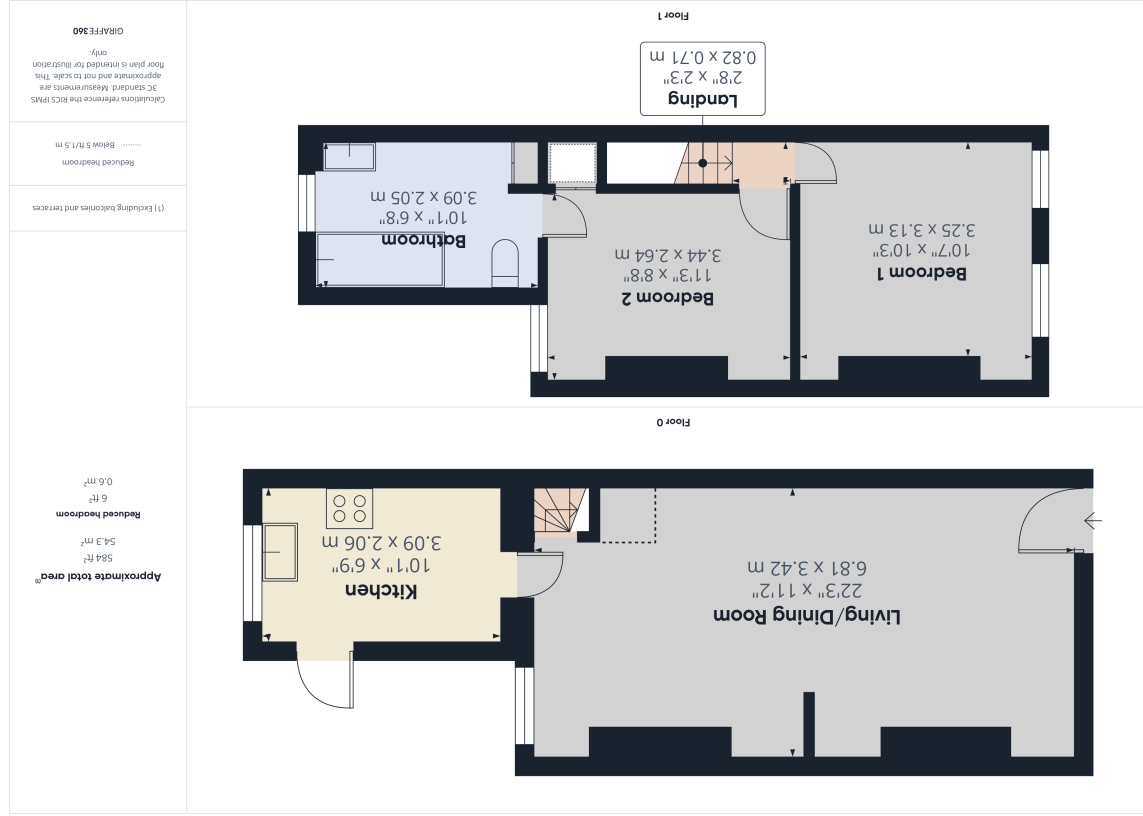 Living/Dining Room
22'3" x 11'2"
6.81 x 3.42 m
Kitchen
10'1" x 6'9"
3.09 x 2.06 m
Floor 0
Bedroom 1
10'7" x 10'3"
3.25 x 3.13 m
Bedroom 2
11'3" x 8'8"
3.44 x 2.64 m
Bathroom
10'1" x 6'8"
3.09 x 2.05 m
Landing
2'8" x 2'3"
0.82 x 0.71 m
Floor 1
Approximate total area(1)
584 ft²
54.3 m²
Reduced headroom
6 ft²
0.6 m²
(1) Excluding balconies and terraces
Reduced headroom
.......... Below 5 ft/1.5 m
Calculations reference the RICS IPMS
3C standard. Measurements are
approximate and not to scale. This
floor plan is intended for illustration
only.
GIRAFFE360